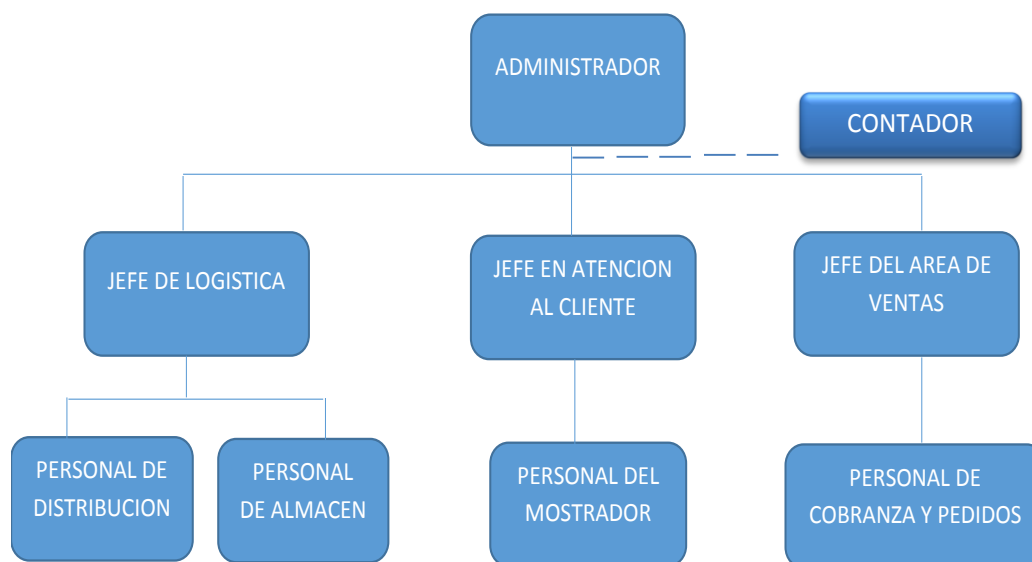 ADMINISTRADOR
CONTADOR
JEFE DE LOGISTICA
JEFE EN ATENCION
AL CLIENTE
JEFE DEL AREA DE
VENTAS
PERSONAL DE
DISTRIBUCION
PERSONAL
DE ALMACEN
PERSONAL DEL
MOSTRADOR
PERSONAL DE
COBRANZA Y PEDIDOS